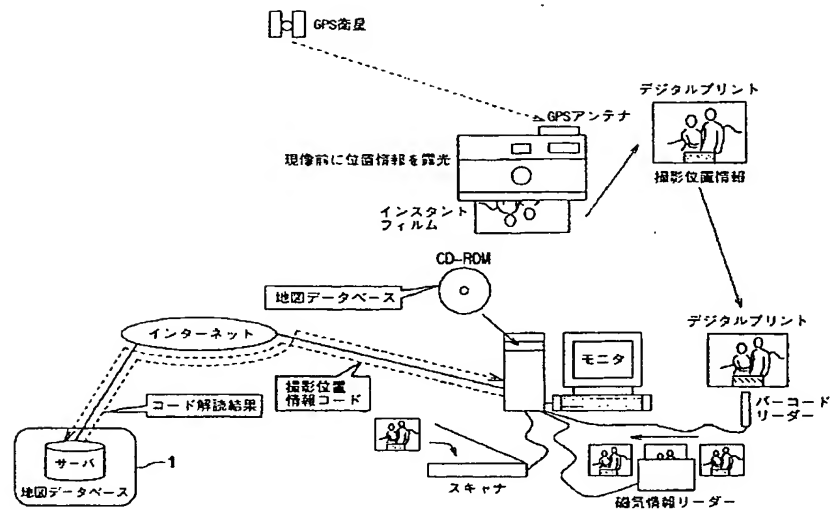 GPS衛星
デジタルプリント
GPSアンテナ
現像前に位置情報を露光
撮影位置情報
インスタント
フィルム
CD-ROM
地図データベース
デジタルプリント
インターネット
モニタ
撮影位置
情報コード
コード解読結果
バーコード
リーダー
サーバ
1
地図データベース
スキャナ
磁気情報リーダー